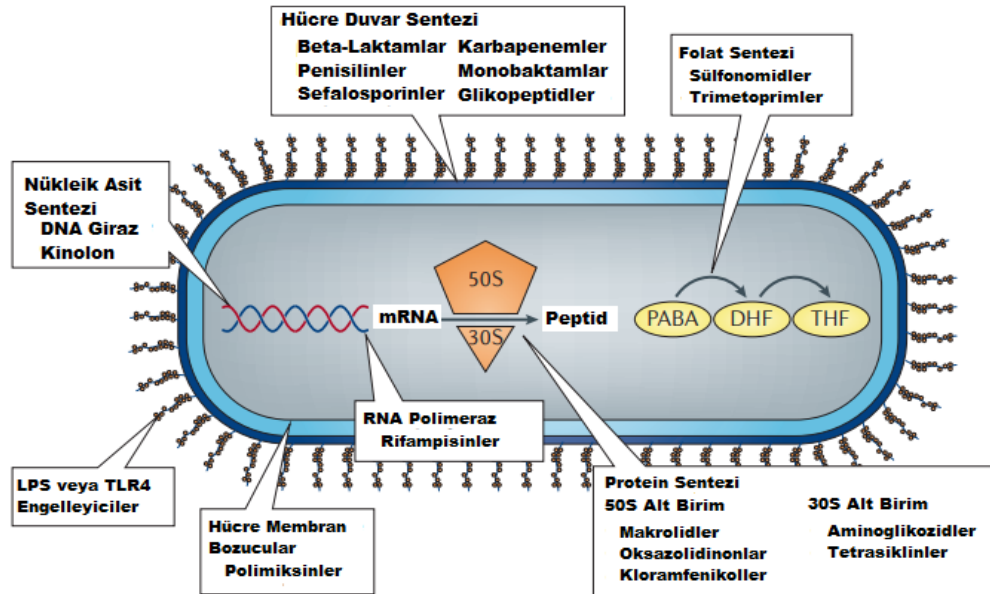 Hücre Duvar Sentezi
Beta-Laktamlar Karbapenemler
Penisilinler Monobaktamlar
Sefalosporinler Glikopeptidler
Folat Sentezi
Sülfonomidler
Trimetoprimler
Nükleik Asit
Sentezi
DNA Giraz
Kinolon
50S
mRNA
Peptid
30S
PABA DHF THF
RNA Polimeraz
Rifampisinler
LPS veya TLR4
Engelleyiciler
Hücre Membran
Bozucular
Polimiksinler
Protein Sentezi
50S Alt Birim 30S Alt Birim
Makrolidler Aminoglikozidler
Oksazolidinonlar Tetrasiklinler
Kloramfenikoller